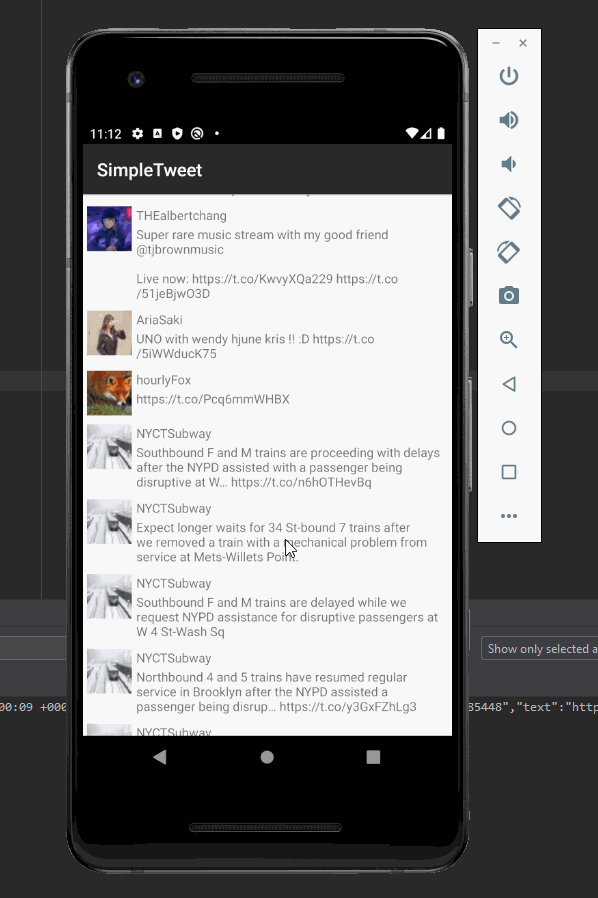 11:12
SimpleTweet
THEalbertchang
Super rare music stream with my good friend
@tjbrownmusic
Live now: https://t.co/KwvyXQa229 https://t.co
/51jeBjwO3D
AriaSaki
UNO with wendy hjune kris !! :D https://t.co
/5iWWducK75
hourlyFox
https://t.co/Pcq6mmWHBX
NYCTSubway
Southbound F and M trains are proceeding with delays
after the NYPD assisted with a passenger being
disruptive at W... https://t.co/n6hOTHevBq
NYCTSubway
Expect longer waits for 34 St-bound 7 trains after
we removed a train with a mechanical problem from
service at Mets-Willets Point.
NYCTSubway
Southbound F and M trains are delayed while we
request NYPD assistance for disruptive passengers at
W 4 St-Wash Sq
NYCTSubway
Northbound 4 and 5 trains have resumed regular
service in Brooklyn after the NYPD assisted a
passenger being disrup... https://t.co/y3GxFZhLg3
NYCTSubway
Show only selected a
00:09 +000
85448","text":"http